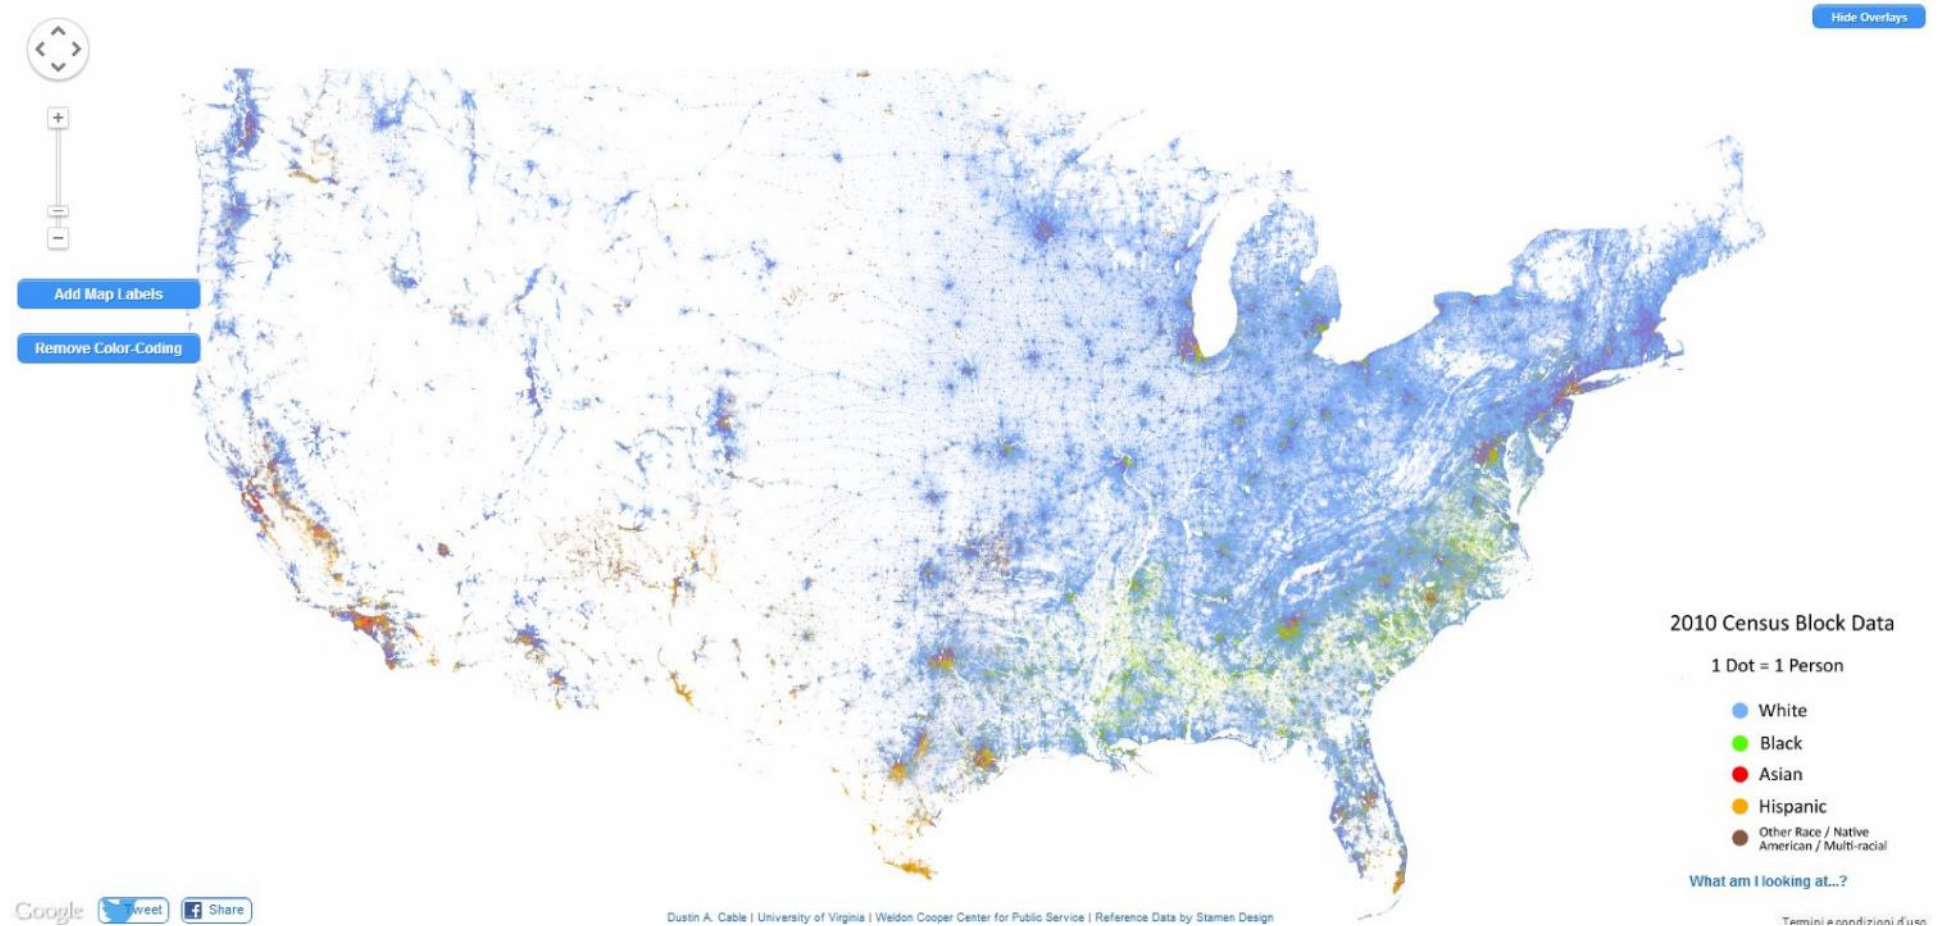 Hide Overlays
+
−
Add Map Labels
Remove Color-Coding
2010 Census Block Data
1 Dot = 1 Person
White
Black
Asian
Hispanic
Other Race / Native
American / Multi-racial
What am I looking at...?
Google
Tweet
Share
Dustin A. Cable | University of Virginia | Weldon Cooper Center for Public Service | Reference Data by Stamen Design
Termini e condizioni d'uso